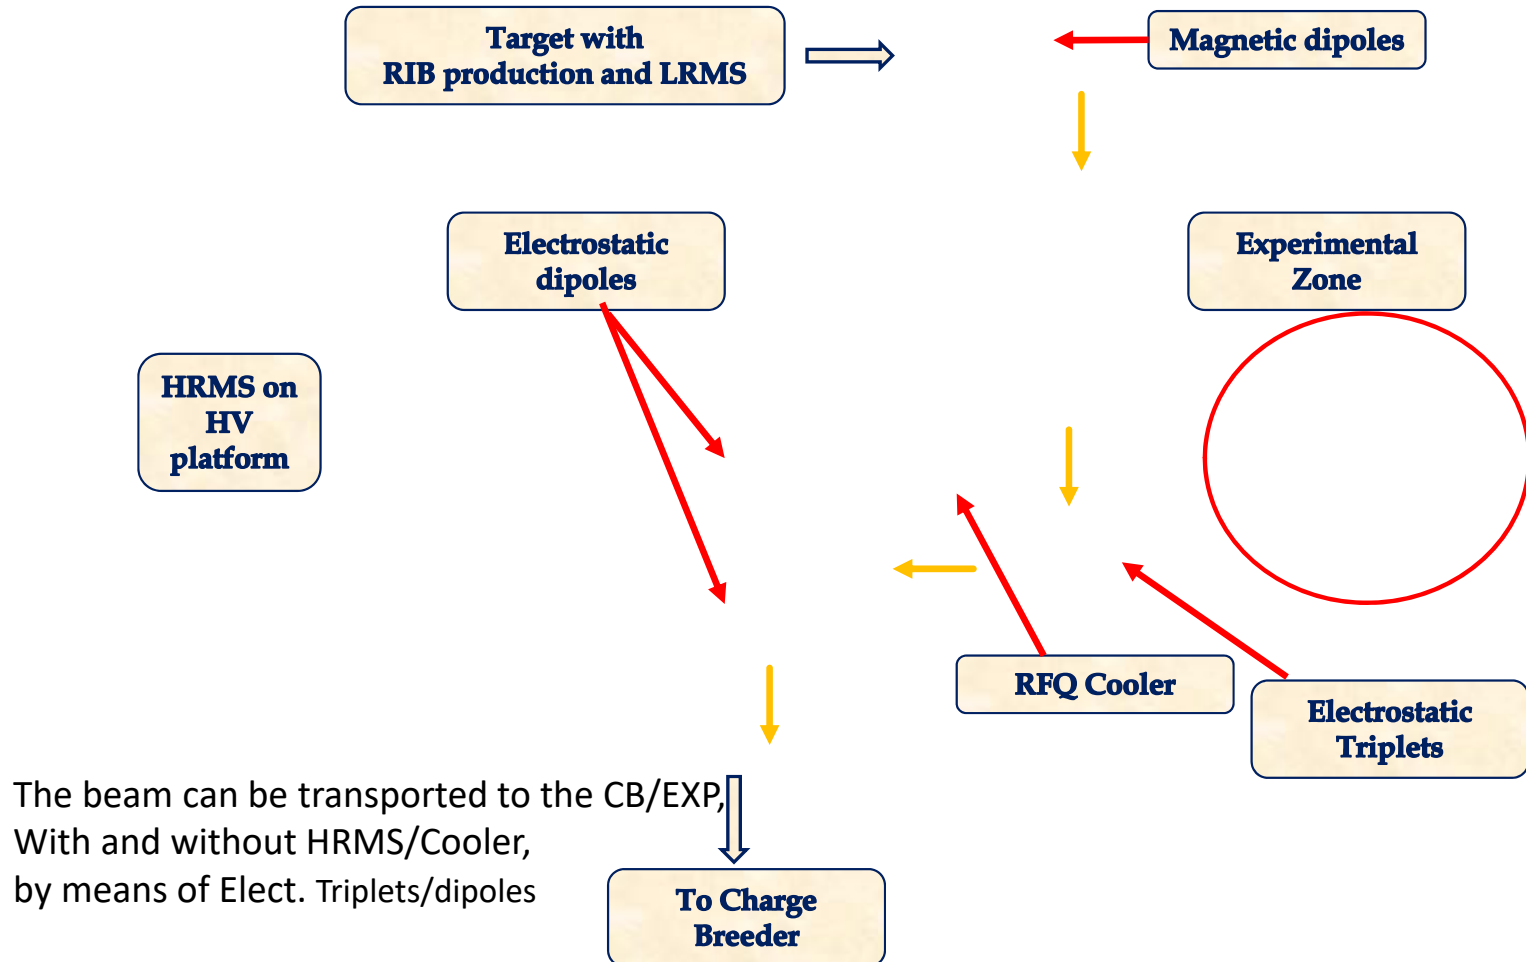 Target with
RIB production and LRMS
Magnetic dipoles
Electrostatic
dipoles
Experimental
Zone
HRMS on
HV
platform
RFQ Cooler
Electrostatic
Triplets
The beam can be transported to the CB/EXP,
With and without HRMS/Cooler,
by means of Elect. Triplets/dipoles
To Charge
Breeder